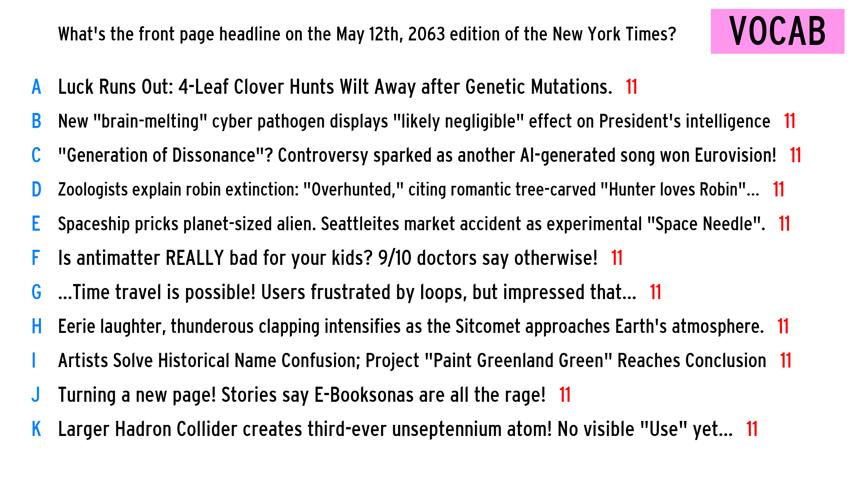 What's the front page headline on the May 12th, 2063 edition of the New York Times?
VOCAB
A Luck Runs Out: 4-Leaf Clover Hunts Wilt Away after Genetic Mutations. 11
B New "brain-melting" cyber pathogen displays "likely negligible" effect on President's intelligence 11
C "Generation of Dissonance"? Controversy sparked as another AI-generated song won Eurovision! 11
D Zoologists explain robin extinction: "Overhunted," citing romantic tree-carved "Hunter loves Robin"... 11
E Spaceship pricks planet-sized alien. Seattleites market accident as experimental "Space Needle". 11
F Is antimatter REALLY bad for your kids? 9/10 doctors say otherwise! 11
G ...Time travel is possible! Users frustrated by loops, but impressed that... 11
H Eerie laughter, thunderous clapping intensifies as the Sitcomet approaches Earth's atmosphere. 11
I Artists Solve Historical Name Confusion; Project "Paint Greenland Green" Reaches Conclusion 11
J Turning a new page! Stories say E-Booksonas are all the rage! 11
K Larger Hadron Collider creates third-ever unseptennium atom! No visible "Use" yet... 11